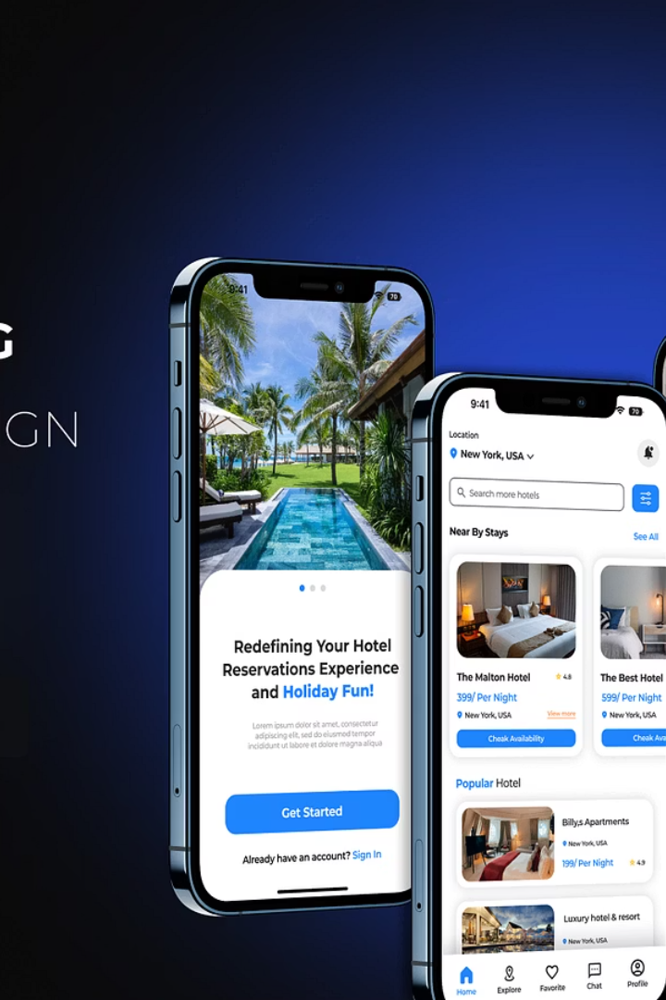 G
GN
9:41
70
Redefining Your Hotel
Reservations Experience
and Holiday Fun!
Lorem ipsum dolor sit amet, consectetur
adipiscing elit, sed do eiusmod tempor
incididunt ut labore et dolore magna aliqua
Get Started
Already have an account? Sign In
9:41
70
Location
New York, USA
Search more hotels
Near By Stays
See All
The Malton Hotel
4.8
399/ Per Night
New York, USA
View more
Cheak Availability
The Best Hotel
599/ Per Night
New York, USA
Cheak Ava
Popular Hotel
Billy,s Apartments
New York, USA
199/ Per Night
4.9
Luxury hotel & resort
New York, USA
Home
Explore
Favorite
Chat
Profile